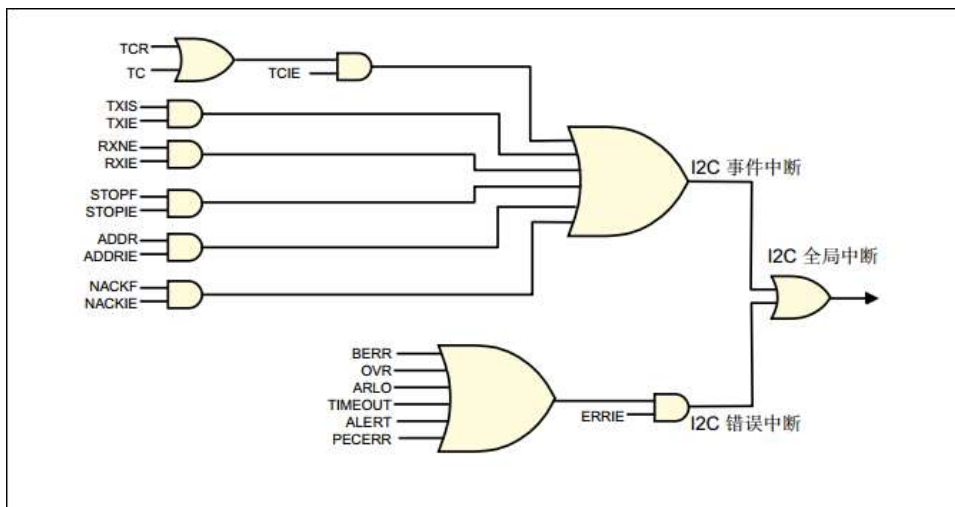 TCR
TC
TCIE
TXIS
TXIE
RXNE
RXIE
I2C 事件中断
STOPF
STOPIE
ADDR
ADDRIE
I2C 全局中断
NACKF
NACKIE
BERR
OVR
ARLO
TIMEOUT
ERRIE
ALERT
I2C 错误中断
PECERR